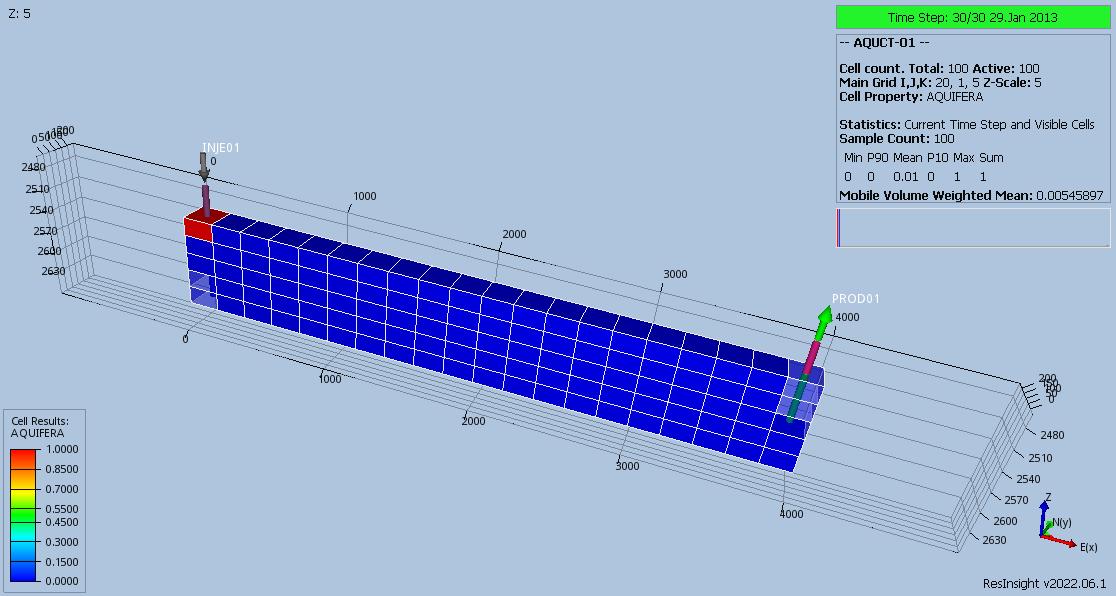 Z: 5
Time Step: 30/30 29.Jan 2013
-- AQUCT-01 --
Cell count. Total: 100 Active: 100
Main Grid I,J,K: 20, 1, 5 Z-Scale: 5
Cell Property: AQUIFERA
Statistics: Current Time Step and Visible Cells
Sample Count: 100
Min P90 Mean P10 Max Sum
0 0 0.01 0 1 1
Mobile Volume Weighted Mean: 0.00545897
INJE01
0
1000
2000
3000
PROD01
4000
0
200
2480
2510
2540
2570
2600
2630
0
1000
2000
3000
4000
200
150
100
50
0
2480
2510
2540
2570
2600
2630
Cell Results:
AQUIFERA
1.0000
0.8500
0.7000
0.5500
0.4500
0.3000
0.1500
0.0000
Z
N(y)
E(x)
ResInsight v2022.06.1